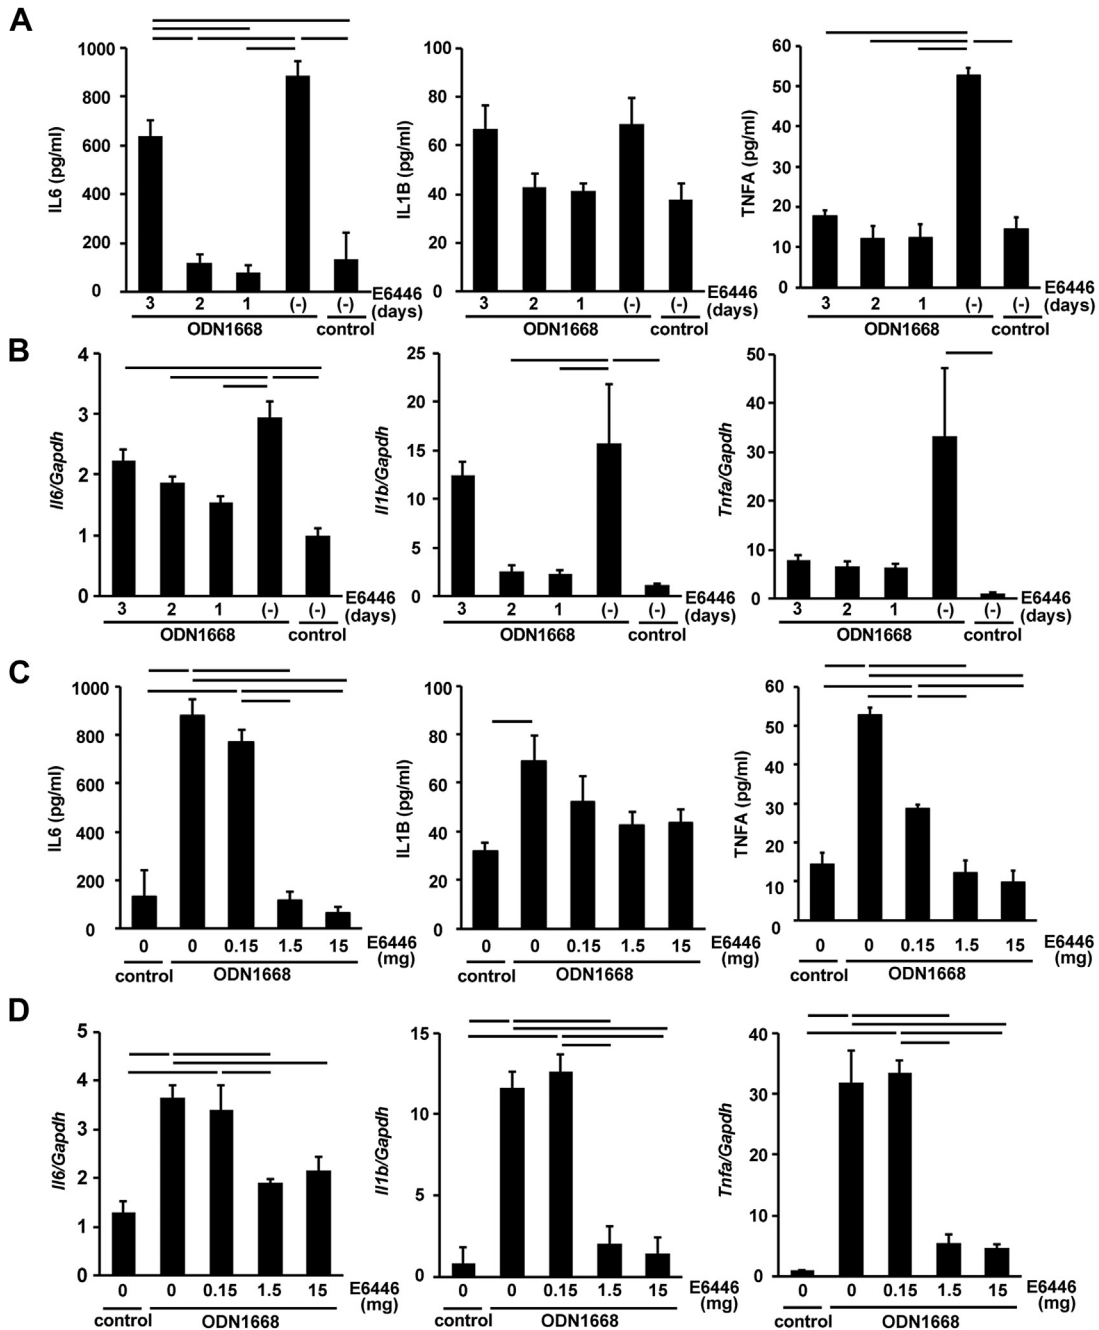 A
IL6 (pg/ml)
1000
800
600
400
200
0
3 2 1 (-) (-) E6446
(days)
ODN1668 control
IL1B (pg/ml)
100
80
60
40
20
0
3 2 1 (-) (-) E6446
(days)
ODN1668 control
TNFA (pg/ml)
60
50
40
30
20
10
0
3 2 1 (-) (-) E6446
(days)
ODN1668 control
B
Il6/Gapdh
4
3
2
1
0
3 2 1 (-) (-) E6446
(days)
ODN1668 control
Il1b/Gapdh
25
20
15
10
5
0
3 2 1 (-) (-) E6446
(days)
ODN1668 control
Tnfa/Gapdh
50
40
30
20
10
0
3 2 1 (-) (-) E6446
(days)
ODN1668 control
C
IL6 (pg/ml)
1000
800
600
400
200
0
0 0 0.15 1.5 15 E6446
(mg)
control ODN1668
IL1B (pg/ml)
100
80
60
40
20
0
0 0 0.15 1.5 15 E6446
(mg)
control ODN1668
TNFA (pg/ml)
60
50
40
30
20
10
0
0 0 0.15 1.5 15 E6446
(mg)
control ODN1668
D
Il6/Gapdh
5
4
3
2
1
0
0 0 0.15 1.5 15 E6446
(mg)
control ODN1668
Il1b/Gapdh
15
10
5
0
0 0 0.15 1.5 15 E6446
(mg)
control ODN1668
Tnfa/Gapdh
40
30
20
10
0
0 0 0.15 1.5 15 E6446
(mg)
control ODN1668